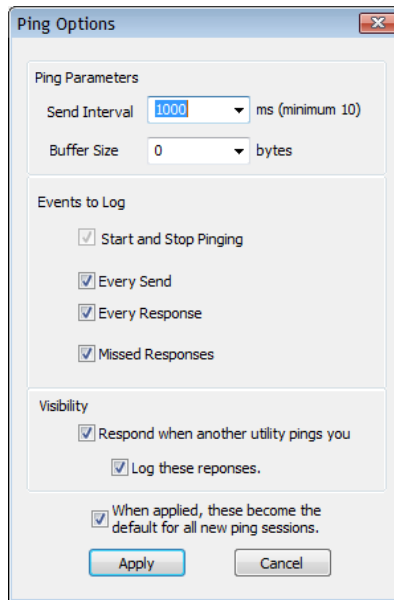 Ping Options
Ping Parameters
Send Interval 1000 ms (minimum 10)
Buffer Size 0 bytes
Events to Log
Start and Stop Pinging
Every Send
Every Response
Missed Responses
Visibility
Respond when another utility pings you
Log these reponses.
When applied, these become the
default for all new ping sessions.
Apply Cancel